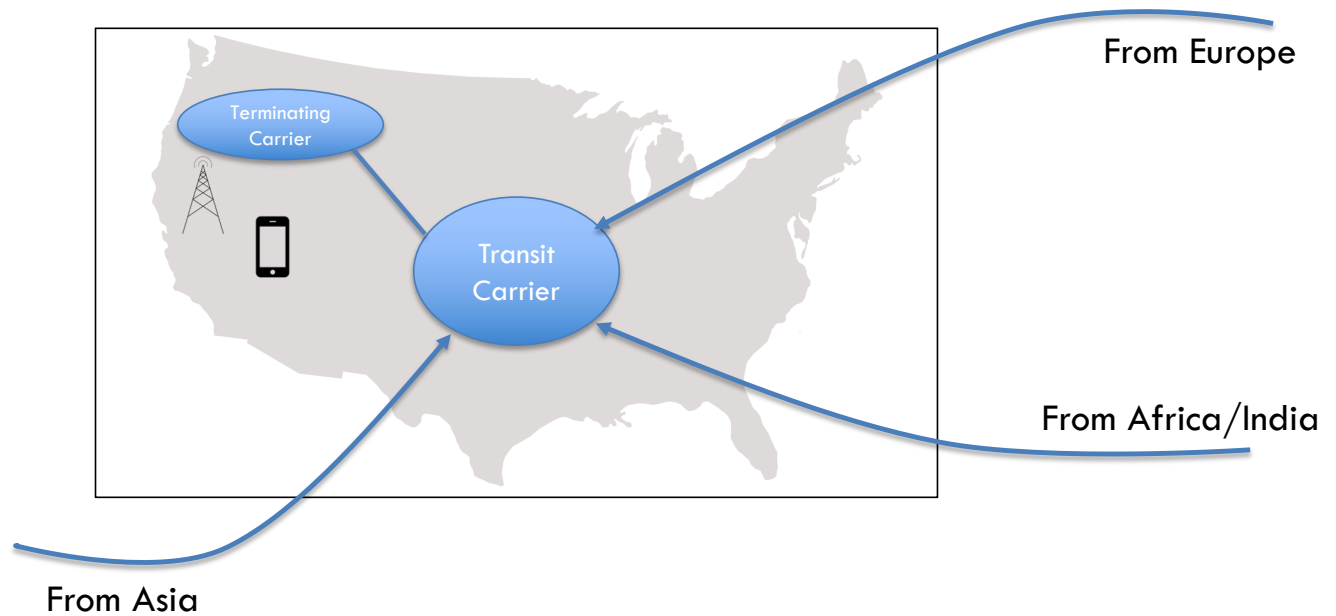 From Europe
Terminating
Carrier
Transit
Carrier
From Africa/India
From Asia